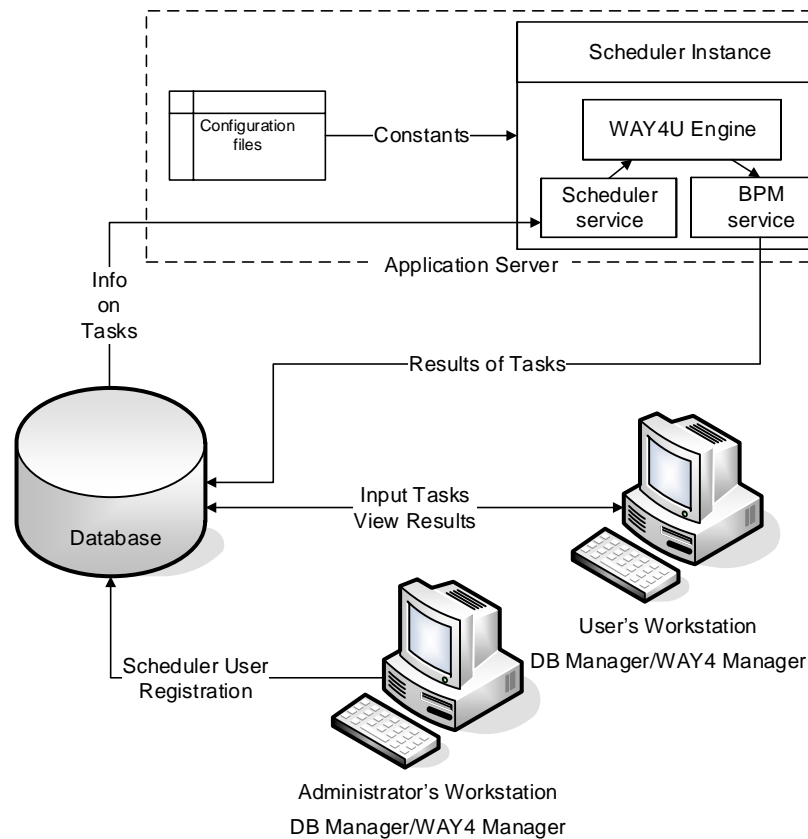 Scheduler Instance
Configuration
files
Constants
WAY4U Engine
Scheduler
service
BPM
service
Application Server
Info
on
Tasks
Results of Tasks
Database
Input Tasks
View Results
User's Workstation
DB Manager/WAY4 Manager
Scheduler User
Registration
Administrator's Workstation
DB Manager/WAY4 Manager